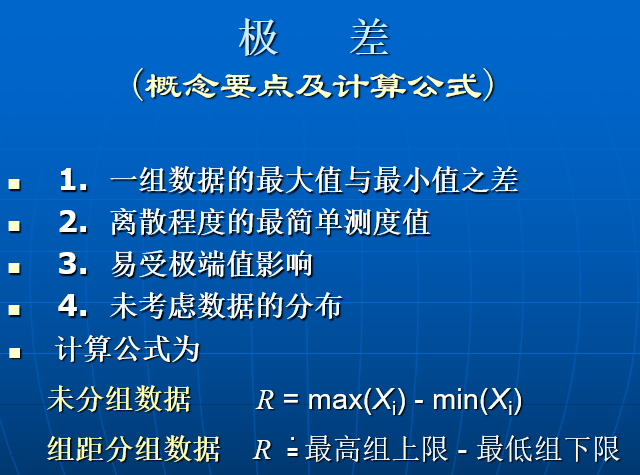 极 差
(概念要点及计算公式)
1. 一组数据的最大值与最小值之差
2. 离散程度的最简单测度值
3. 易受极端值影响
4. 未考虑数据的分布
计算公式为
未分组数据 R = max(Xi) - min(Xi)
组距分组数据 R ≐ 最高组上限 - 最低组下限